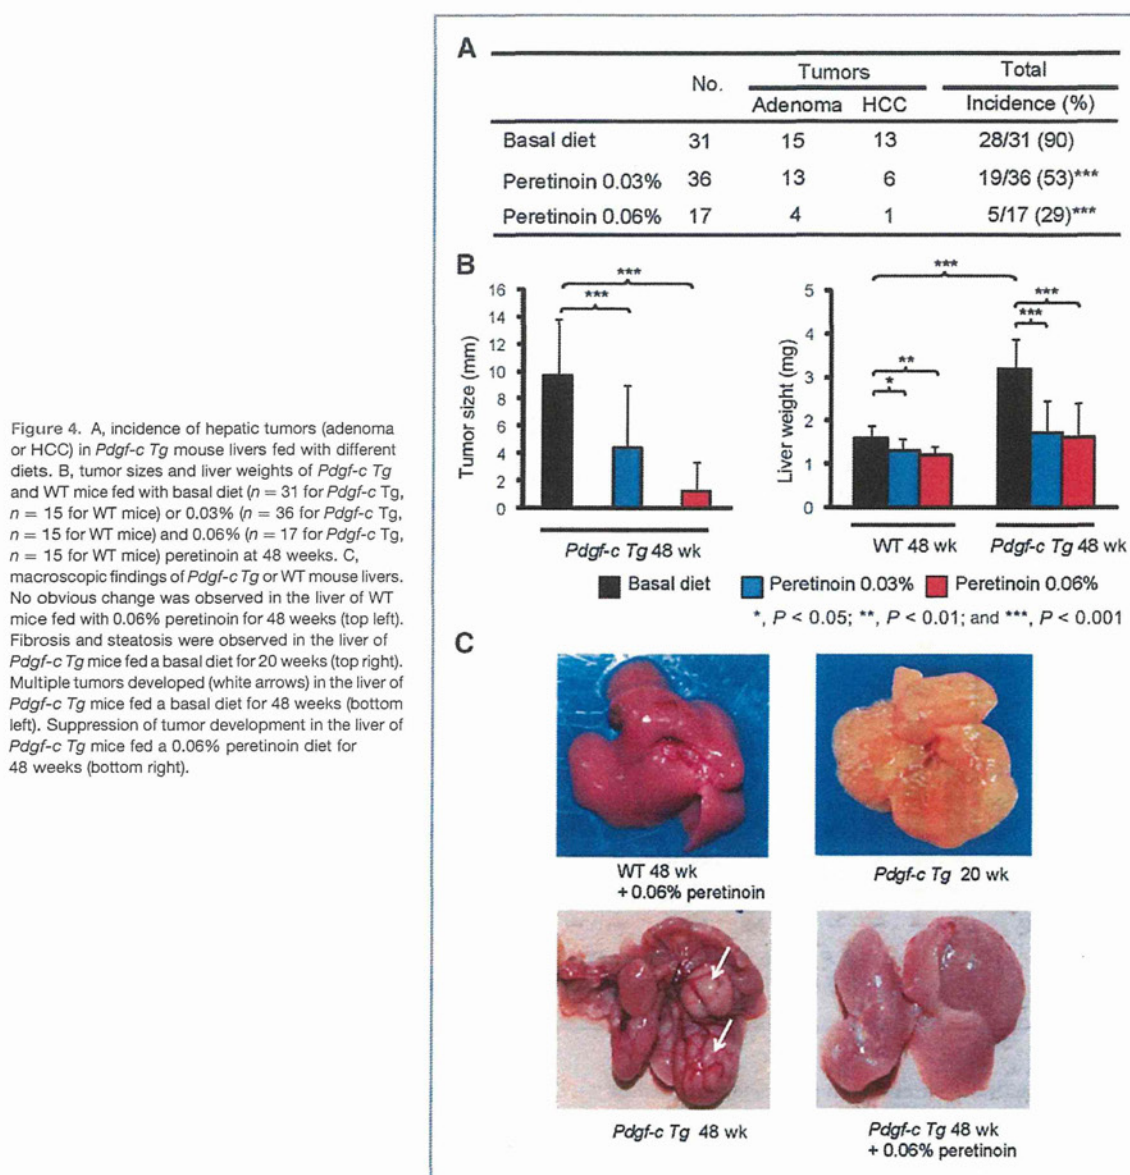 Figure 4. A, incidence of hepatic tumors (adenoma
or HCC) in Pdgf-c Tg mouse livers fed with different
diets. B, tumor sizes and liver weights of Pdgf-c Tg
and WT mice fed with basal diet (n = 31 for Pdgf-c Tg,
n = 15 for WT mice) or 0.03% (n = 36 for Pdgf-c Tg,
n = 15 for WT mice) and 0.06% (n = 17 for Pdgf-c Tg,
n = 15 for WT mice) peretinoin at 48 weeks. C,
macroscopic findings of Pdgf-c Tg or WT mouse livers.
No obvious change was observed in the liver of WT
mice fed with 0.06% peretinoin for 48 weeks (top left).
Fibrosis and steatosis were observed in the liver of
Pdgf-c Tg mice fed a basal diet for 20 weeks (top right).
Multiple tumors developed (white arrows) in the liver of
Pdgf-c Tg mice fed a basal diet for 48 weeks (bottom
left). Suppression of tumor development in the liver of
Pdgf-c Tg mice fed a 0.06% peretinoin diet for
48 weeks (bottom right).
A
No. Tumors Total
Adenoma HCC Incidence (%)
Basal diet 31 15 13 28/31 (90)
Peretinoin 0.03% 36 13 6 19/36 (53)***
Peretinoin 0.06% 17 4 1 5/17 (29)***
B
Tumor size (mm)
16
14
12
10
8
6
4
2
0
***
***
Pdgf-c Tg 48 wk
Liver weight (mg)
5
4
3
2
1
0
***
***
***
**
*
WT 48 wk Pdgf-c Tg 48 wk
Basal diet Peretinoin 0.03% Peretinoin 0.06%
*, P < 0.05; **, P < 0.01; and ***, P < 0.001
C
WT 48 wk
+ 0.06% peretinoin
Pdgf-c Tg 20 wk
Pdgf-c Tg 48 wk
Pdgf-c Tg 48 wk
+ 0.06% peretinoin